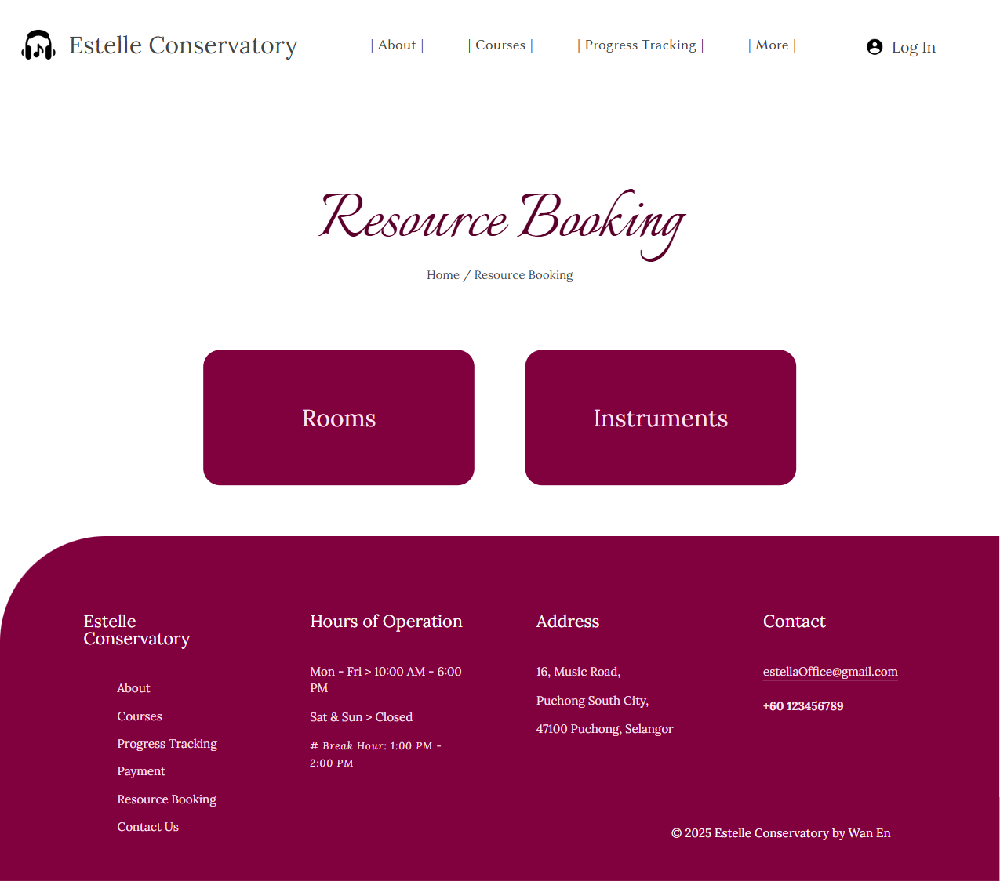 Estelle Conservatory
| About |
| Courses |
| Progress Tracking |
| More |
Log In
Resource Booking
Home / Resource Booking
Rooms
Instruments
Estelle
Conservatory
About
Courses
Progress Tracking
Payment
Resource Booking
Contact Us
Hours of Operation
Mon - Fri > 10:00 AM - 6:00
PM
Sat & Sun > Closed
# Break Hour: 1:00 PM -
2:00 PM
Address
16, Music Road,
Puchong South City,
47100 Puchong, Selangor
Contact
estellaOffice@gmail.com
+60 123456789
© 2025 Estelle Conservatory by Wan En